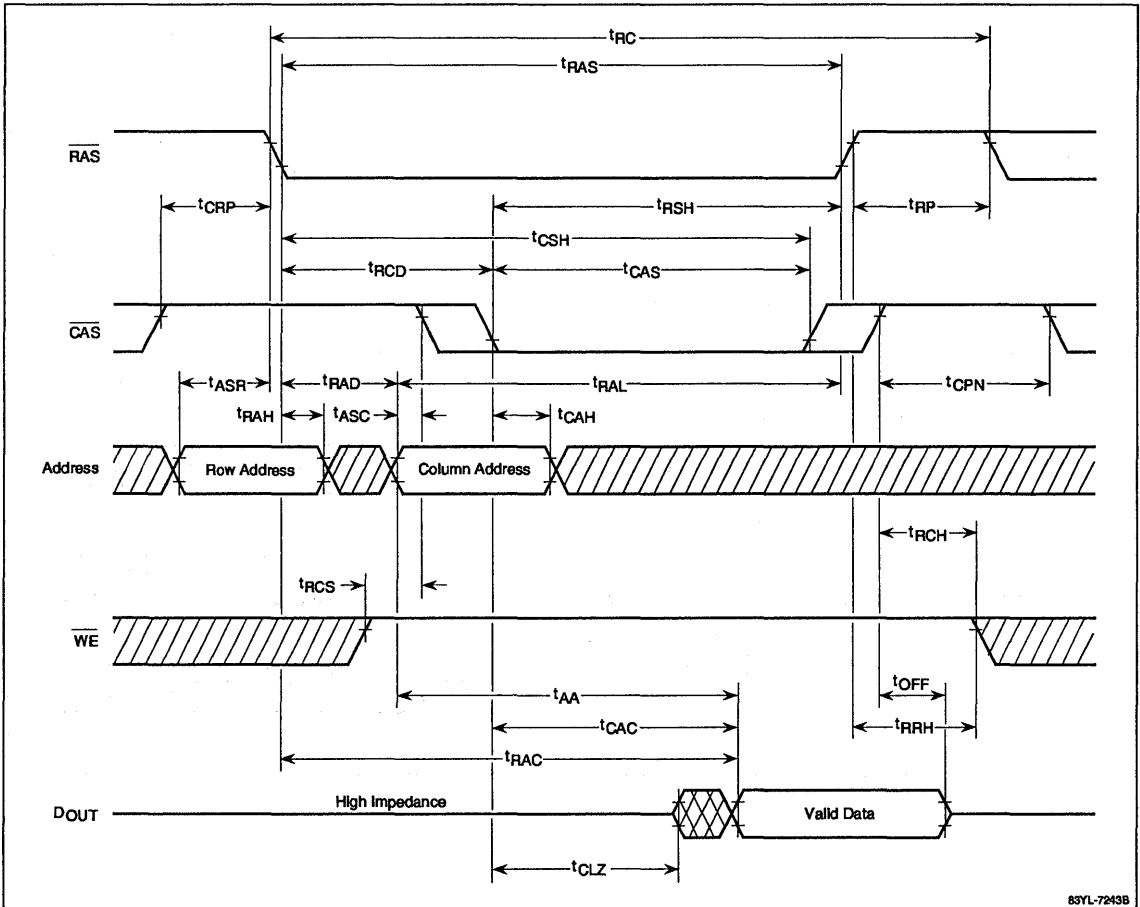 tRC
tRAS
RAS
tCRP
tRSH
tRP
tCSH
tRCD
tCAS
CAS
tASR
tRAD
tRAL
tCPN
tRAH
tASC
tCAH
Address
Row Address
Column Address
tRCH
tRCS
WE
tAA
tOFF
tCAC
tRRH
tRAC
High Impedance
DOUT
Valid Data
tCLZ
83YL-7243B